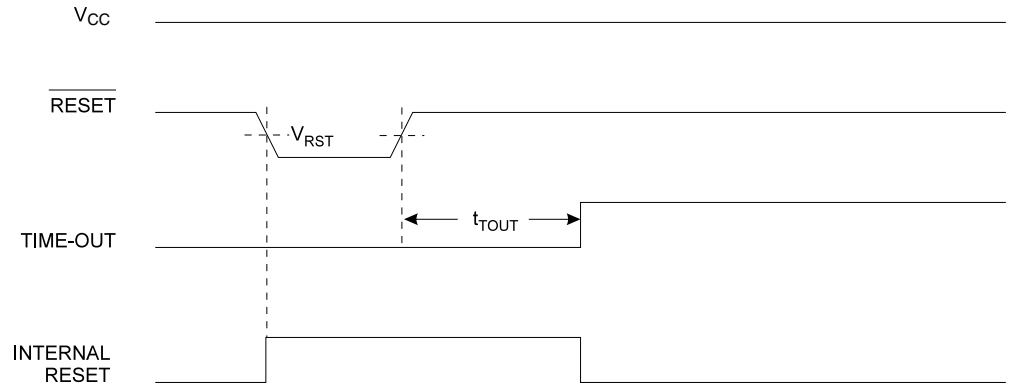 VCC
RESET
VRST
tTOUT
TIME-OUT
INTERNAL
RESET